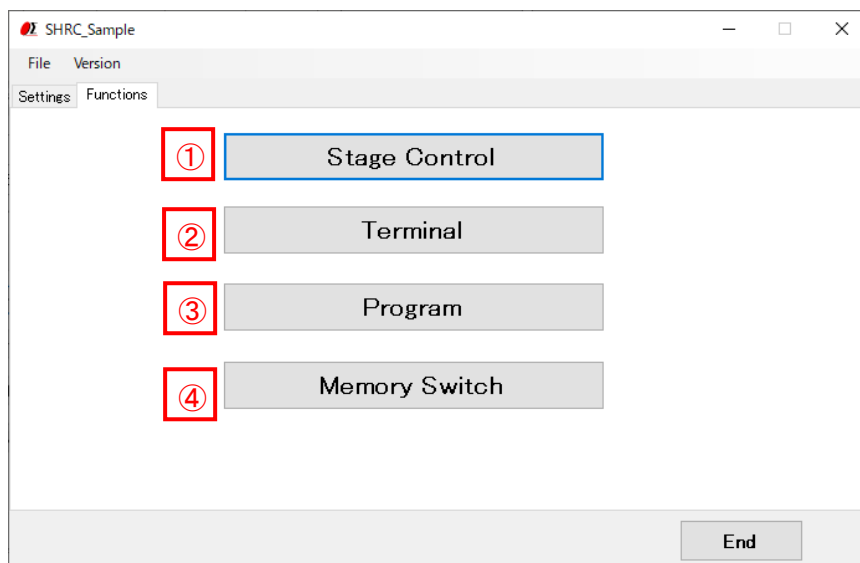 SHRC_Sample
File Version
Settings Functions
① Stage Control
② Terminal
③ Program
④ Memory Switch
End